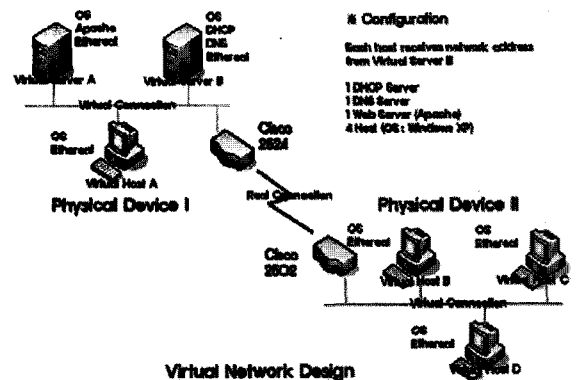 OS
Apache
Ethereal
Virtual Server A
OS
DHCP
DNS
Ethereal
Virtual Server B
※ Configuration
Each host receives network address
from Virtual Server B
1 DHCP Server
1 DNS Server
1 Web Server (Apache)
4 Host (OS: Windows XP)
Virtual Connection
OS
Ethereal
Virtual Host A
Cisco
Physical Device I
Real Connection
Physical Device II
Cisco
OS
Ethereal
Virtual Host B
OS
Ethereal
Virtual Host C
Virtual Connection
OS
Ethereal
Virtual Host D
Virtual Network Design